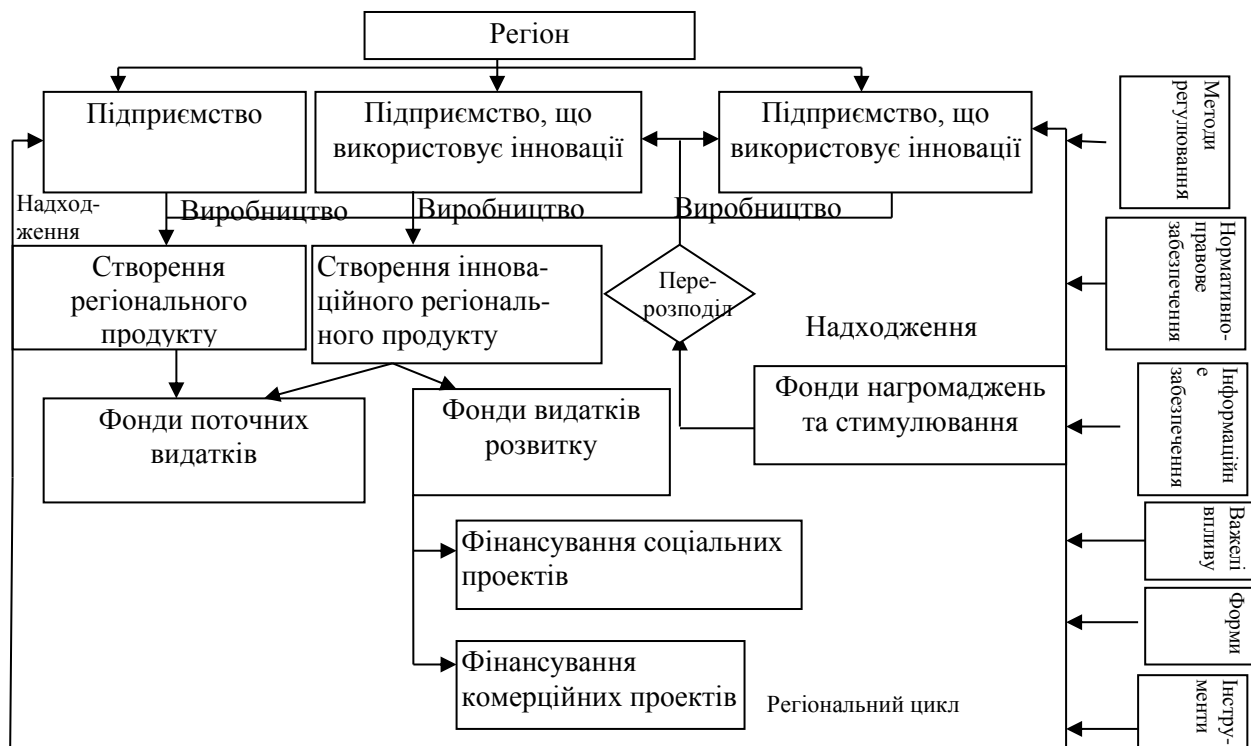 Регіон
Підприємство
Підприємство, що
використовує інновації
Підприємство, що
використовує інновації
Методи
регулювання
Надход-
ження
Виробництво
Виробництво
Виробництво
Нормативно-
правове
забезпечення
Створення
регіонального
продукту
Створення іннова-
ційного регіональ-
ного продукту
Пере-
розподіл
Надходження
Фонди нагромаджень
та стимулювання
Інформаційн
е
забезпечення
Фонди поточних
видатків
Фонди видатків
розвитку
Важелі
впливу
Фінансування соціальних
проектів
Форми
Фінансування
комерційних проектів
Регіональний цикл
Інстру-
менти